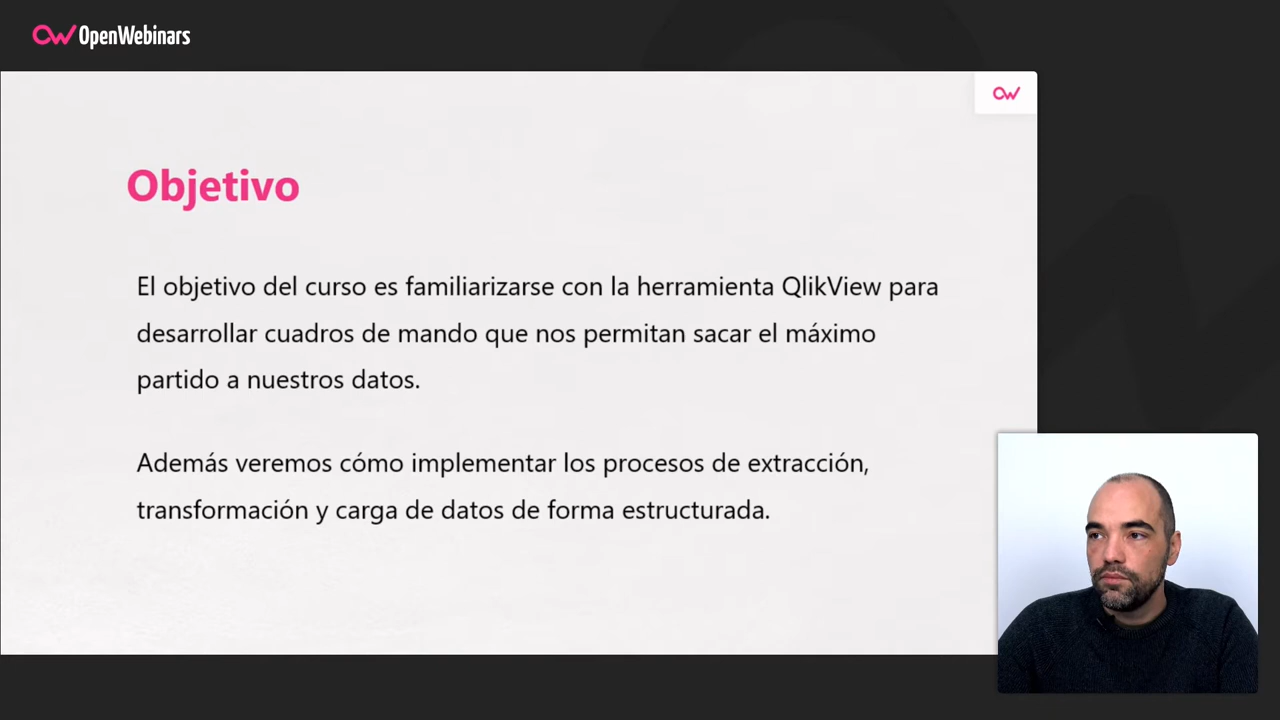 OpenWebinars
Objetivo
El objetivo del curso es familiarizarse con la herramienta QlikView para
desarrollar cuadros de mando que nos permitan sacar el máximo
partido a nuestros datos.
Además veremos cómo implementar los procesos de extracción,
transformación y carga de datos de forma estructurada.